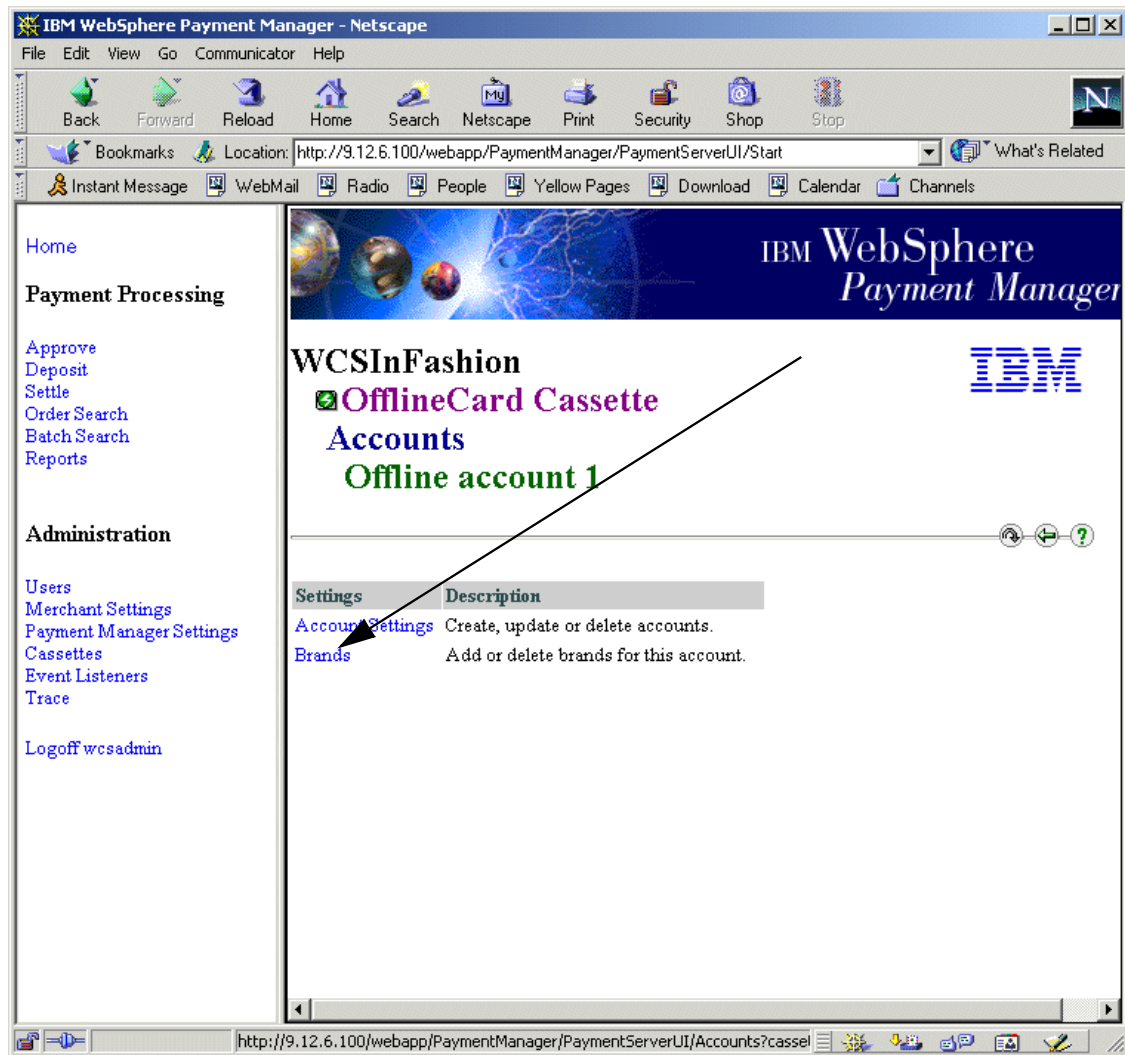 IBM WebSphere Payment Manager - Netscape
File Edit View Go Communicator Help
Back Forward Reload Home Search Netscape Print Security Shop Stop
My
N
Bookmarks Location: http://9.12.6.100/webapp/PaymentManager/PaymentServerUI/Start What's Related
Instant Message WebMail Radio People Yellow Pages Download Calendar Channels
Home
Payment Processing
Approve
Deposit
Settle
Order Search
Batch Search
Reports
Administration
Users
Merchant Settings
Payment Manager Settings
Cassettes
Event Listeners
Trace
Logoff wcsadmin
IBM WebSphere
Payment Manager
WCSInFashion
OfflineCard Cassette
Accounts
Offline account 1
IBM
?
Settings Description
Account Settings Create, update or delete accounts.
Brands Add or delete brands for this account.
http://9.12.6.100/webapp/PaymentManager/PaymentServerUI/Accounts?cassel